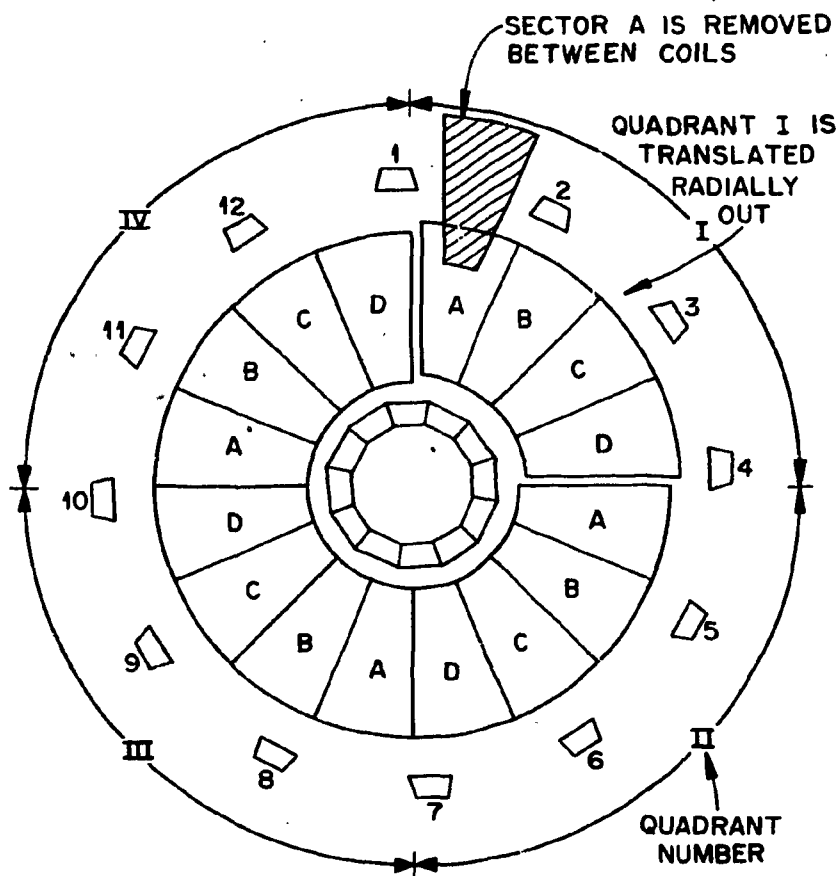 SECTOR A IS REMOVED
BETWEEN COILS
QUADRANT I IS
TRANSLATED
RADIALLY
OUT
1
2
3
4
5
6
7
8
9
10
11
12
I
II
III
IV
A
B
C
D
A
B
C
D
A
B
C
D
A
B
C
D
QUADRANT
NUMBER